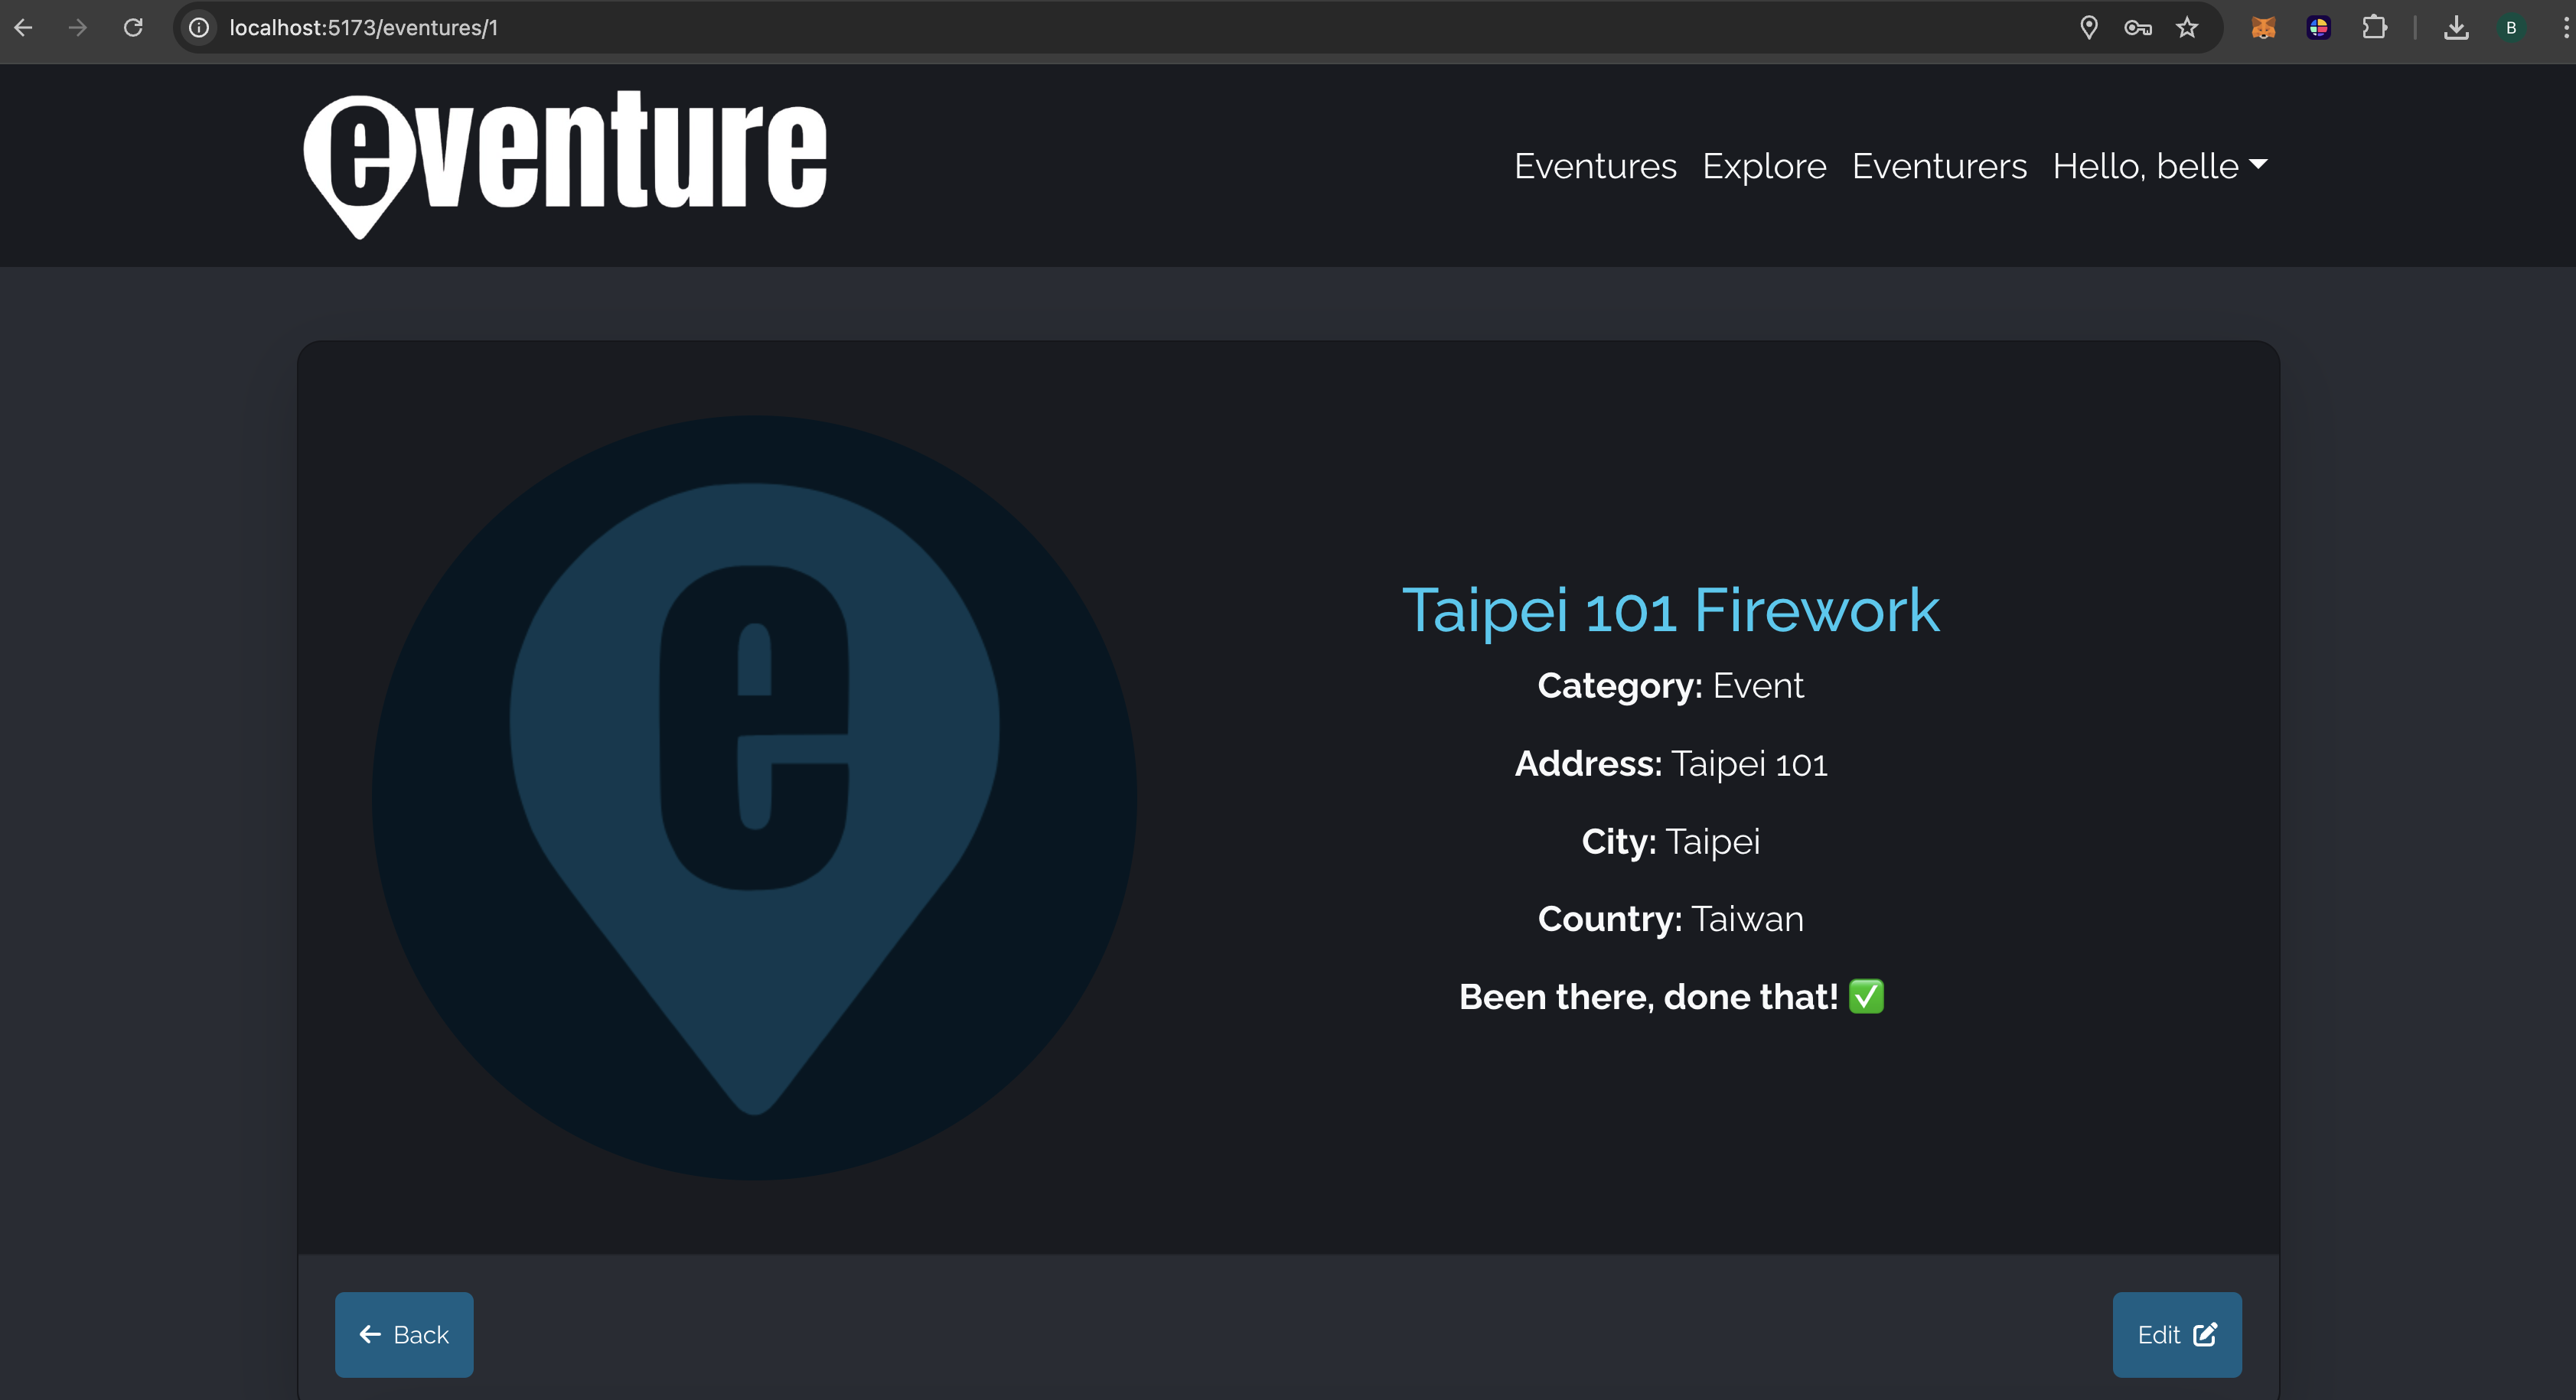 localhost:5173/eventures/1
B
eventure
Eventures Explore Eventurers Hello, belle
e
Taipei 101 Firework
Category: Event
Address: Taipei 101
City: Taipei
Country: Taiwan
Been there, done that! ✅
Back
Edit